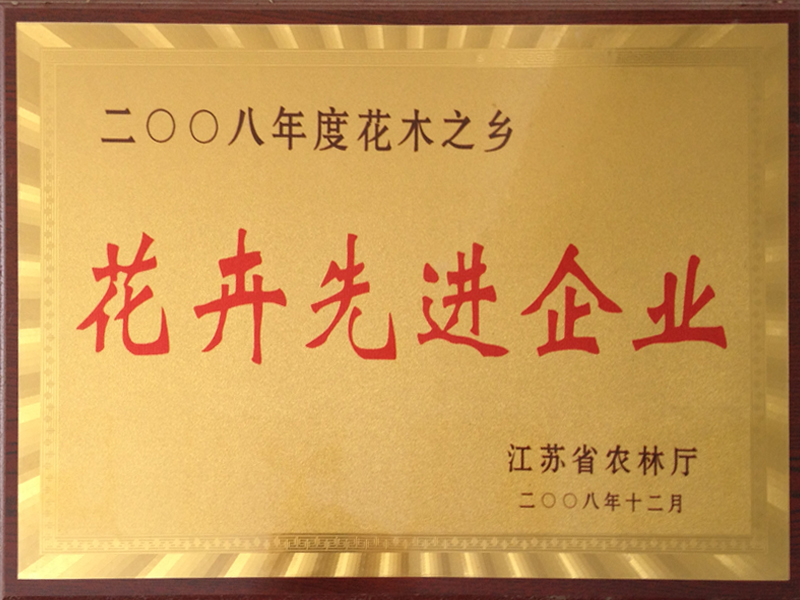 二〇〇八年度花木之乡
花卉先进企业
江苏省农林厅
二〇〇八年十二月